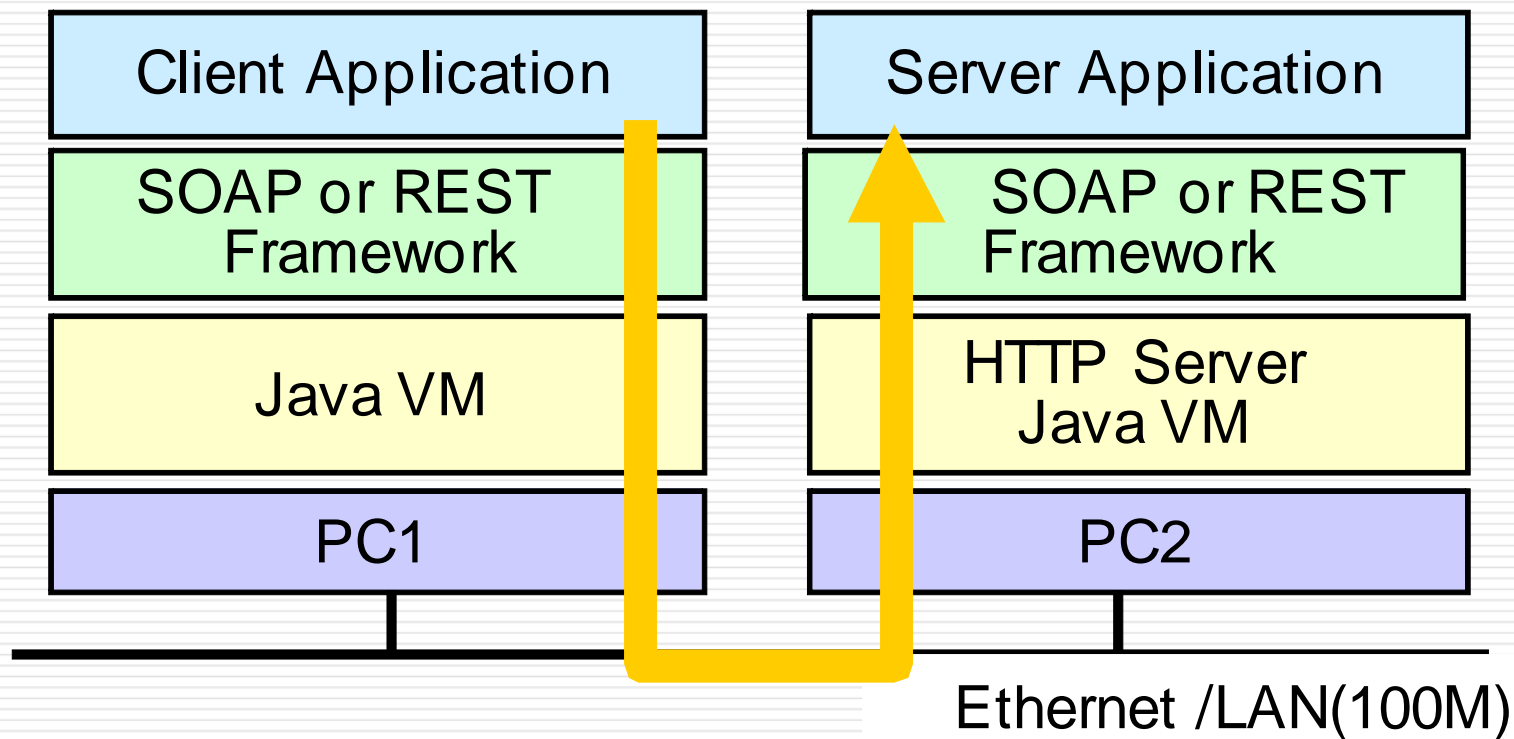 Client Application
SOAP or REST
Framework
Java VM
PC1
Server Application
SOAP or REST
Framework
HTTP Server
Java VM
PC2
Ethernet /LAN(100M)